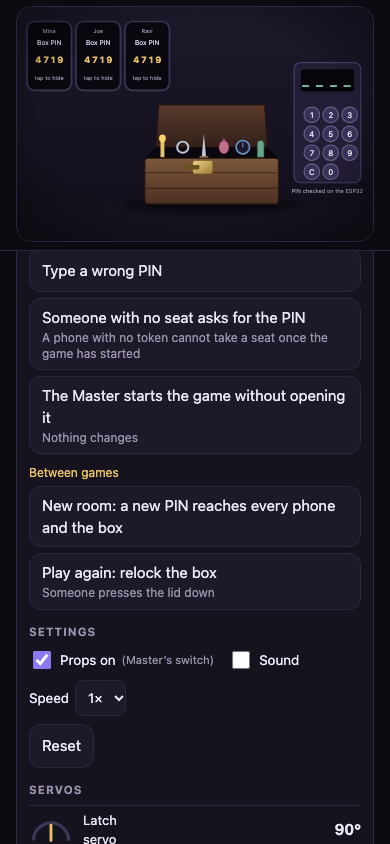 Mina
Box PIN
4719
tap to hide
Joe
Box PIN
4719
tap to hide
Ravi
Box PIN
4719
tap to hide
1 2 3
4 5 6
7 8 9
C 0
PIN checked on the ESP32
Type a wrong PIN
Someone with no seat asks for the PIN
A phone with no token cannot take a seat once the
game has started
The Master starts the game without opening
it
Nothing changes
Between games
New room: a new PIN reaches every phone
and the box
Play again: relock the box
Someone presses the lid down
SETTINGS
Props on (Master's switch) Sound
Speed 1×
Reset
SERVOS
Latch
servo
90°